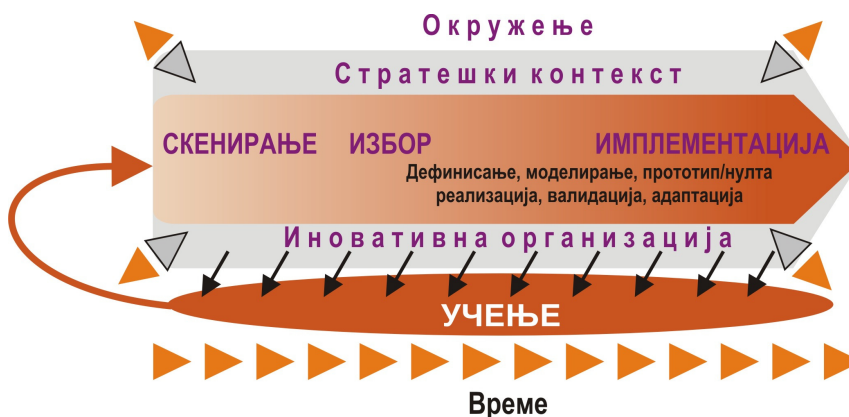 Окружење
Стратешки контекст
СКЕНИРАЊЕ ИЗБОР ИМПЛЕМЕНТАЦИЈА
Дефинисање, моделирање, прототип/нулта
реализација, валидација, адаптација
Иновативна организација
УЧЕЊЕ
Време